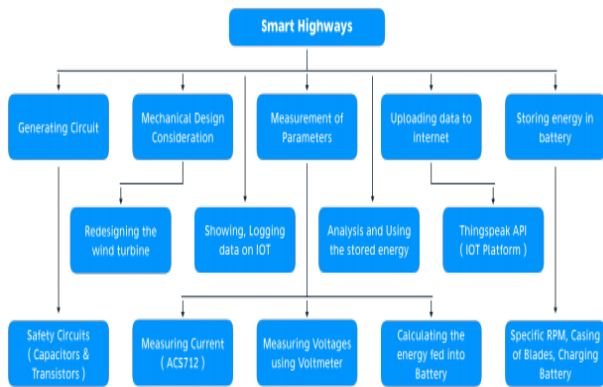 Smart Highways
Generating Circuit
Mechanical Design
Consideration
Measurement of
Parameters
Uploading data to
internet
Storing energy in
battery
Redesigning the
wind turbine
Showing, Logging
data on IOT
Analysis and Using
the stored energy
Thingspeak API
( IOT Platform )
Safety Circuits
( Capacitors &
Transistors )
Measuring Current
( ACS712 )
Measuring Voltages
using Voltmeter
Calculating the
energy fed into
Battery
Specific RPM, Casing
of Blades, Charging
Battery